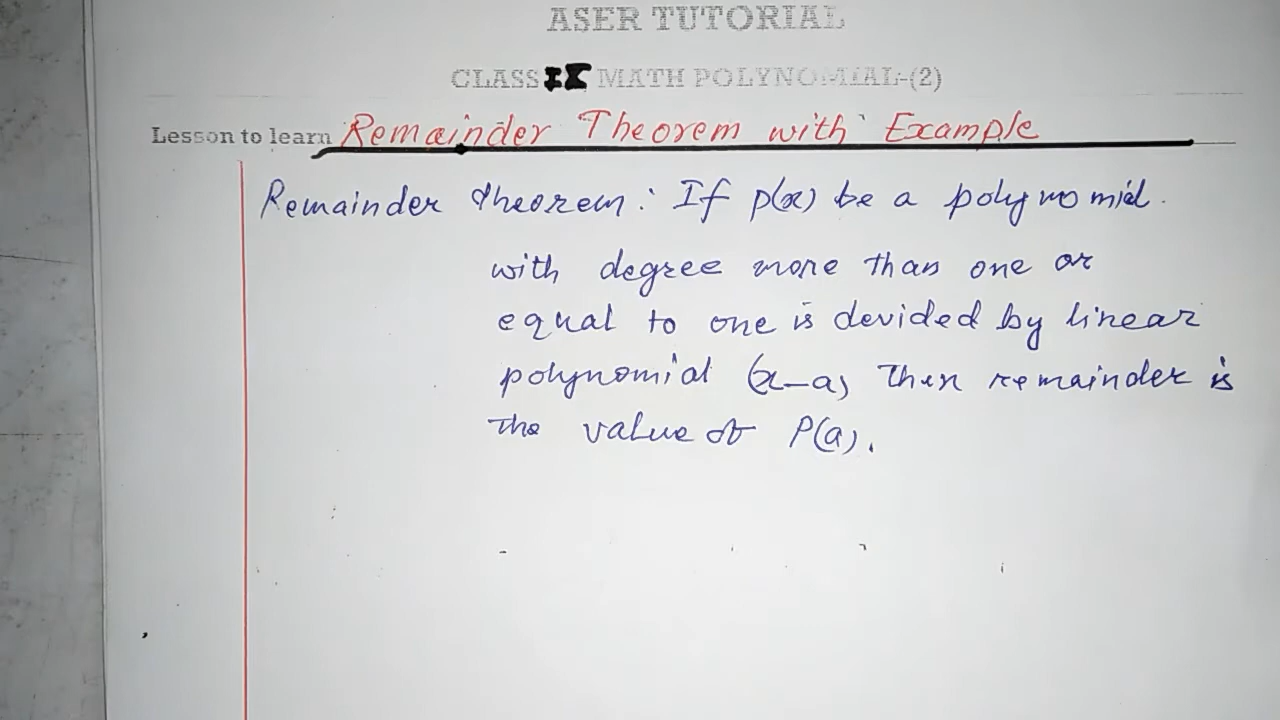 ASER TUTORIAL
CLASS IX MATH POLYNOMIAL-(2)
Lesson to learn Remainder Theorem with Example
Remainder theorem: If p(x) be a polynomial.
with degree more than one or
equal to one is devided by linear
polynomial (x-a) Then remainder is
the value of P(a).